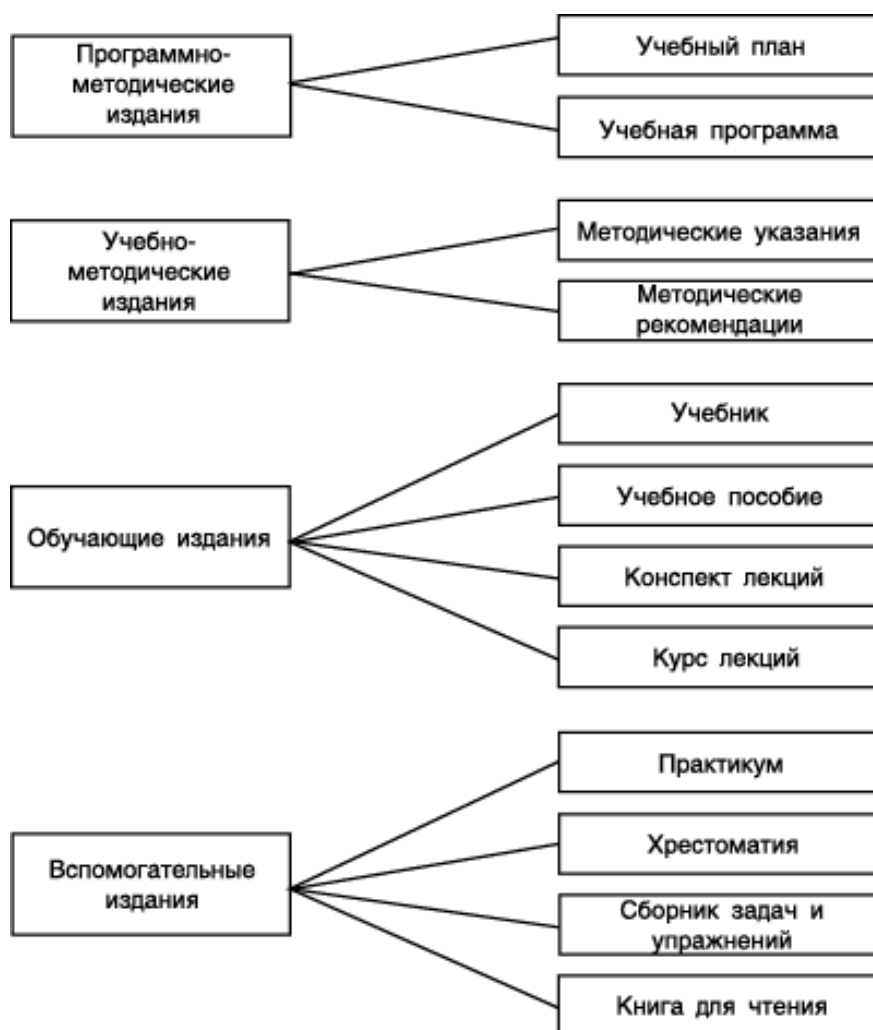 Программно-
методические
издания
Учебный план
Учебная программа
Учебно-
методические
издания
Методические указания
Методические
рекомендации
Обучающие издания
Учебник
Учебное пособие
Конспект лекций
Курс лекций
Вспомогательные
издания
Практикум
Хрестоматия
Сборник задач и
упражнений
Книга для чтения